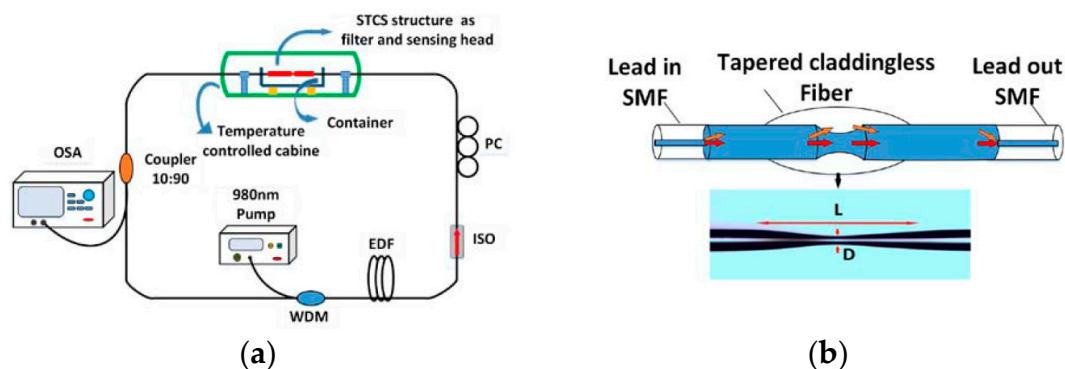 STCS structure as
filter and sensing head
Temperature
controlled cabine
Container
PC
OSA
Coupler
10:90
980nm
Pump
EDF
ISO
WDM
(a)
Lead in
SMF
Tapered claddingless
Fiber
Lead out
SMF
L
D
(b)